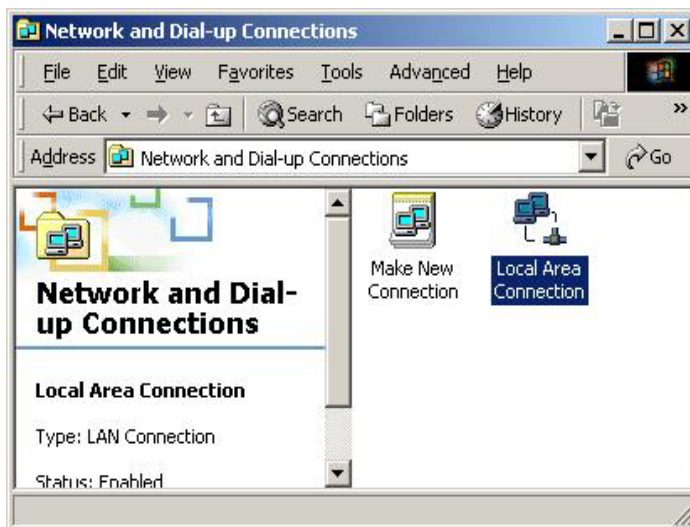 Network and Dial-up Connections
File Edit View Favorites Tools Advanced Help
Back Search Folders History »
Address Network and Dial-up Connections Go
Network and Dial-
up Connections
Local Area Connection
Type: LAN Connection
Status: Enabled
Make New
Connection
Local Area
Connection